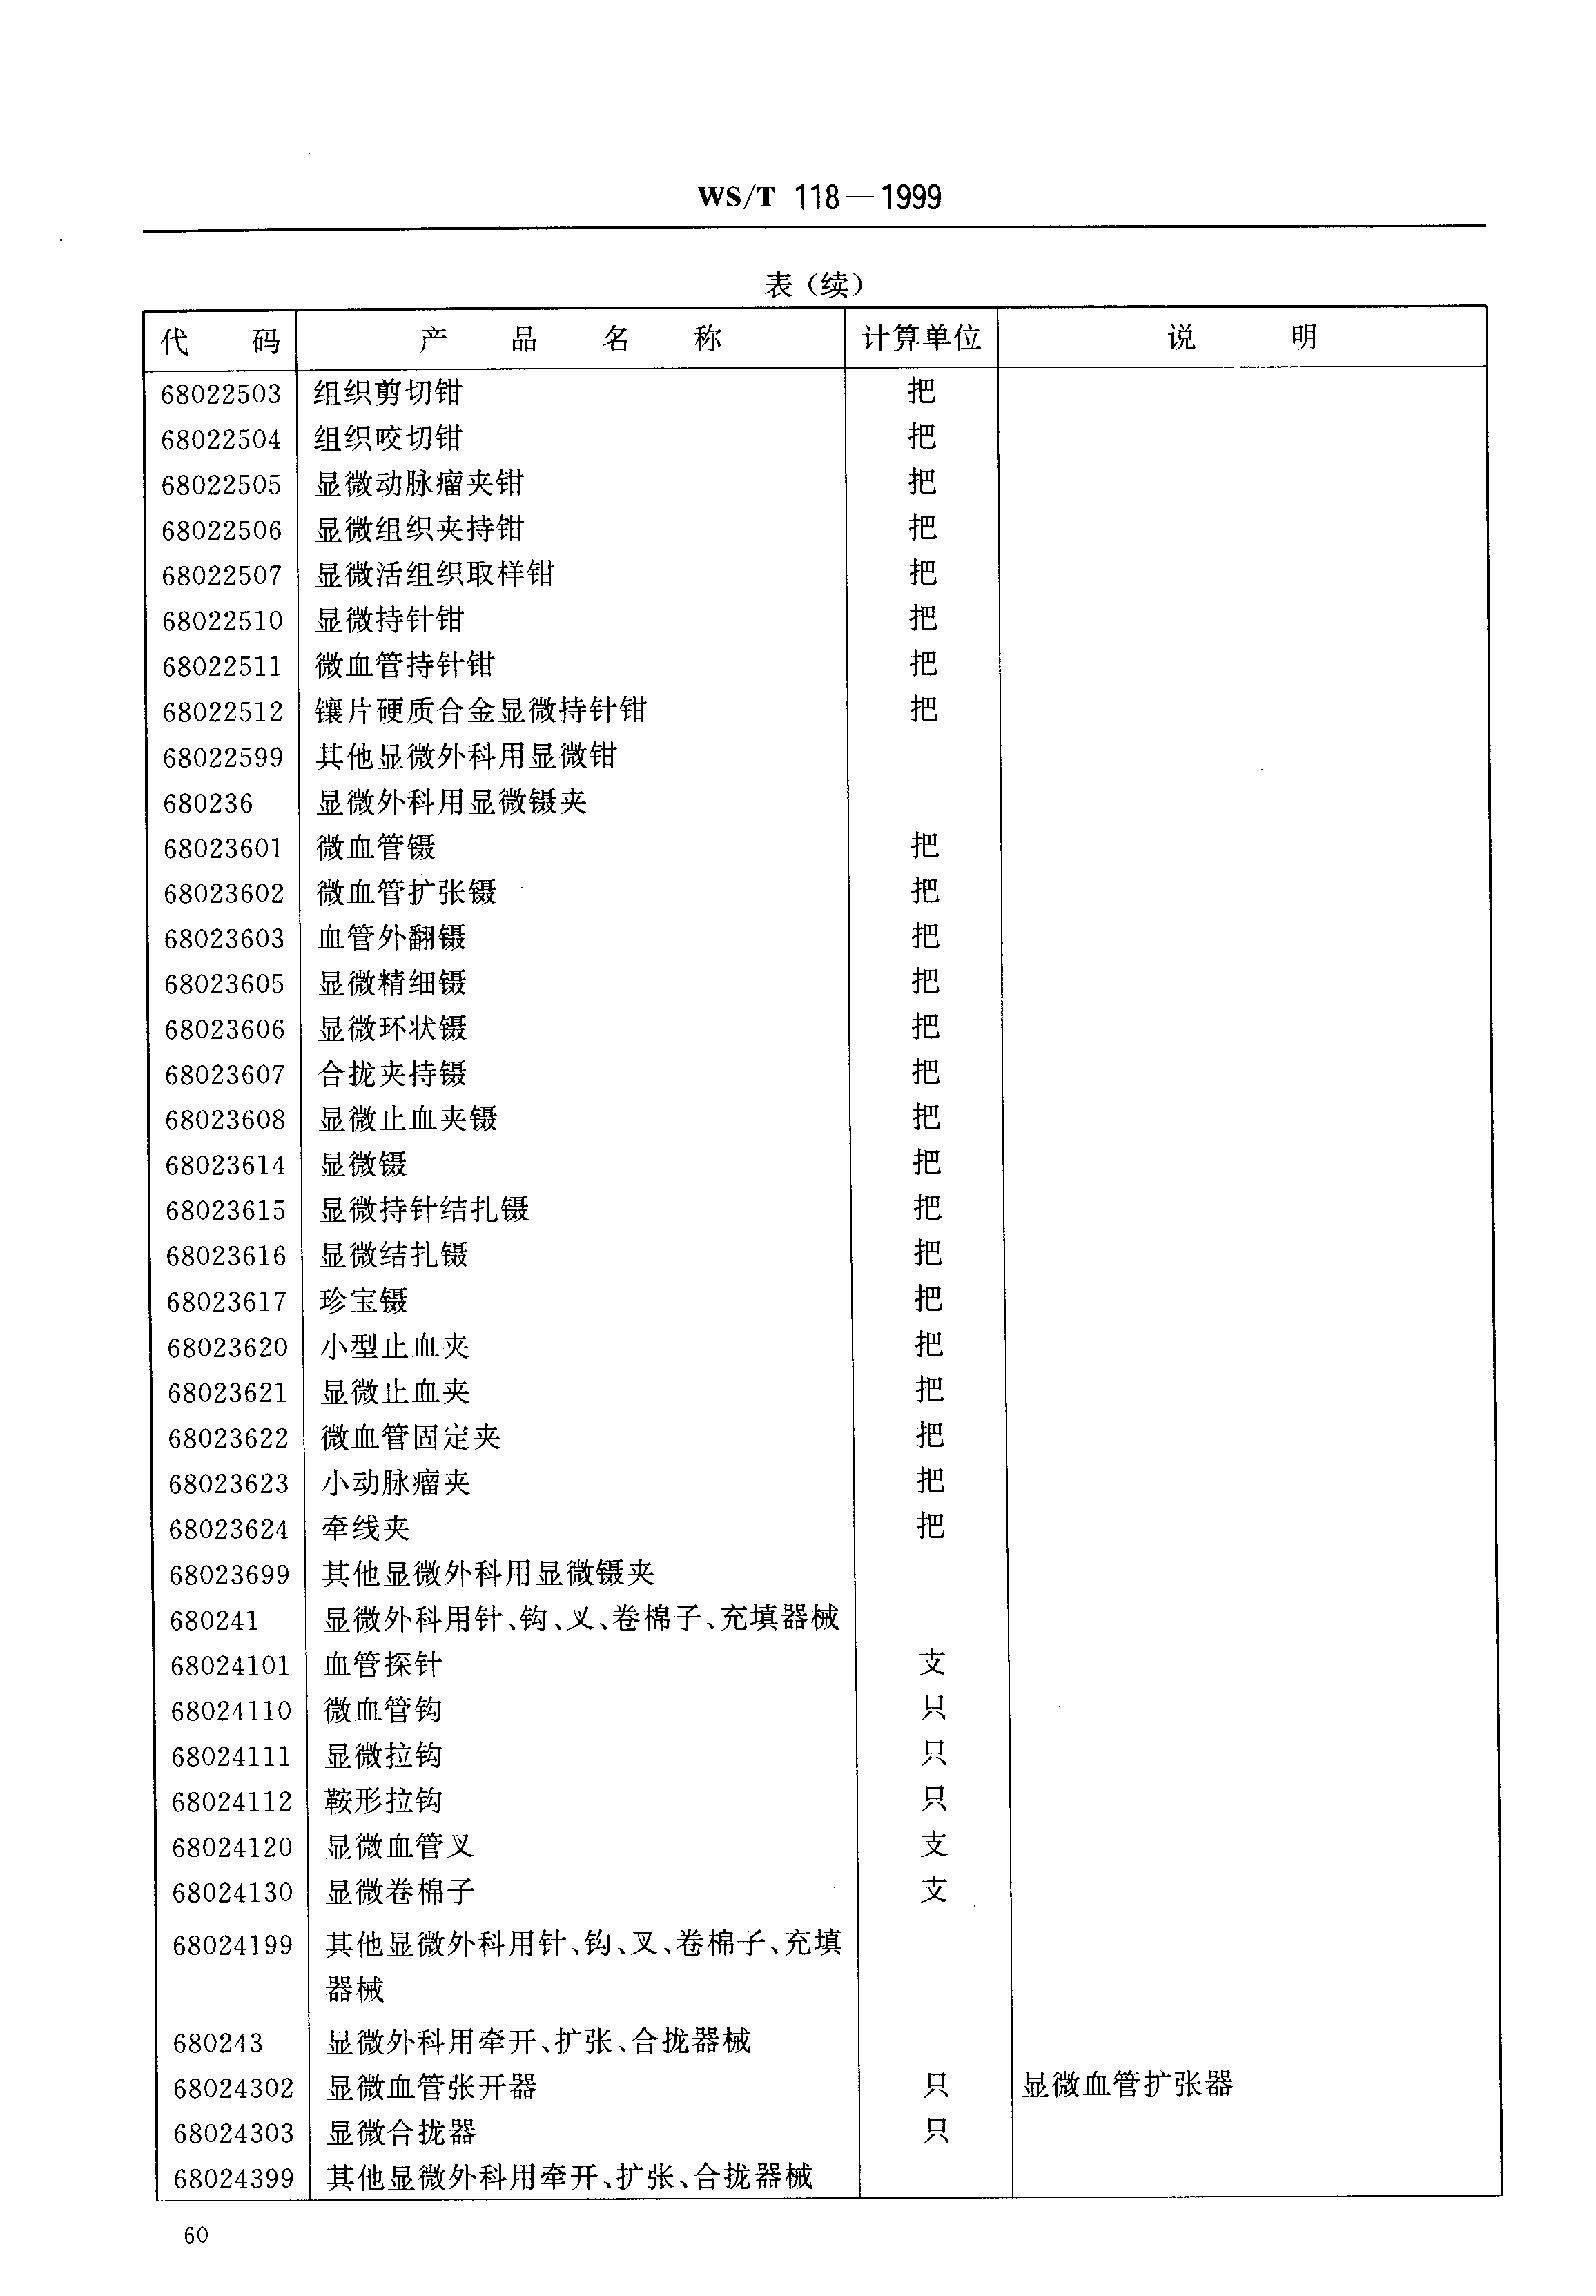 WS/T 118—1999
表（续）
代 码 产 品 名 称 计算单位 说 明
68022503 组织剪切钳 把
68022504 组织咬切钳 把
68022505 显微动脉瘤夹钳 把
68022506 显微组织夹持钳 把
68022507 显微活组织取样钳 把
68022510 显微持针钳 把
68022511 微血管持针钳 把
68022512 镶片硬质合金显微持针钳 把
68022599 其他显微外科用显微钳
680236 显微外科用显微镊夹
68023601 微血管镊 把
68023602 微血管扩张镊 把
68023603 血管外翻镊 把
68023605 显微精细镊 把
68023606 显微环状镊 把
68023607 合拢夹持镊 把
68023608 显微止血夹镊 把
68023614 显微镊 把
68023615 显微持针结扎镊 把
68023616 显微结扎镊 把
68023617 珍宝镊 把
68023620 小型止血夹 把
68023621 显微止血夹 把
68023622 微血管固定夹 把
68023623 小动脉瘤夹 把
68023624 牵线夹 把
68023699 其他显微外科用显微镊夹
680241 显微外科用针、钩、叉、卷棉子、充填器械
68024101 血管探针 支
68024110 微血管钩 只
68024111 显微拉钩 只
68024112 鞍形拉钩 只
68024120 显微血管叉 支
68024130 显微卷棉子 支
68024199 其他显微外科用针、钩、叉、卷棉子、充填
器械
680243 显微外科用牵开、扩张、合拢器械
68024302 显微血管张开器 只 显微血管扩张器
68024303 显微合拢器 只
68024399 其他显微外科用牵开、扩张、合拢器械
60